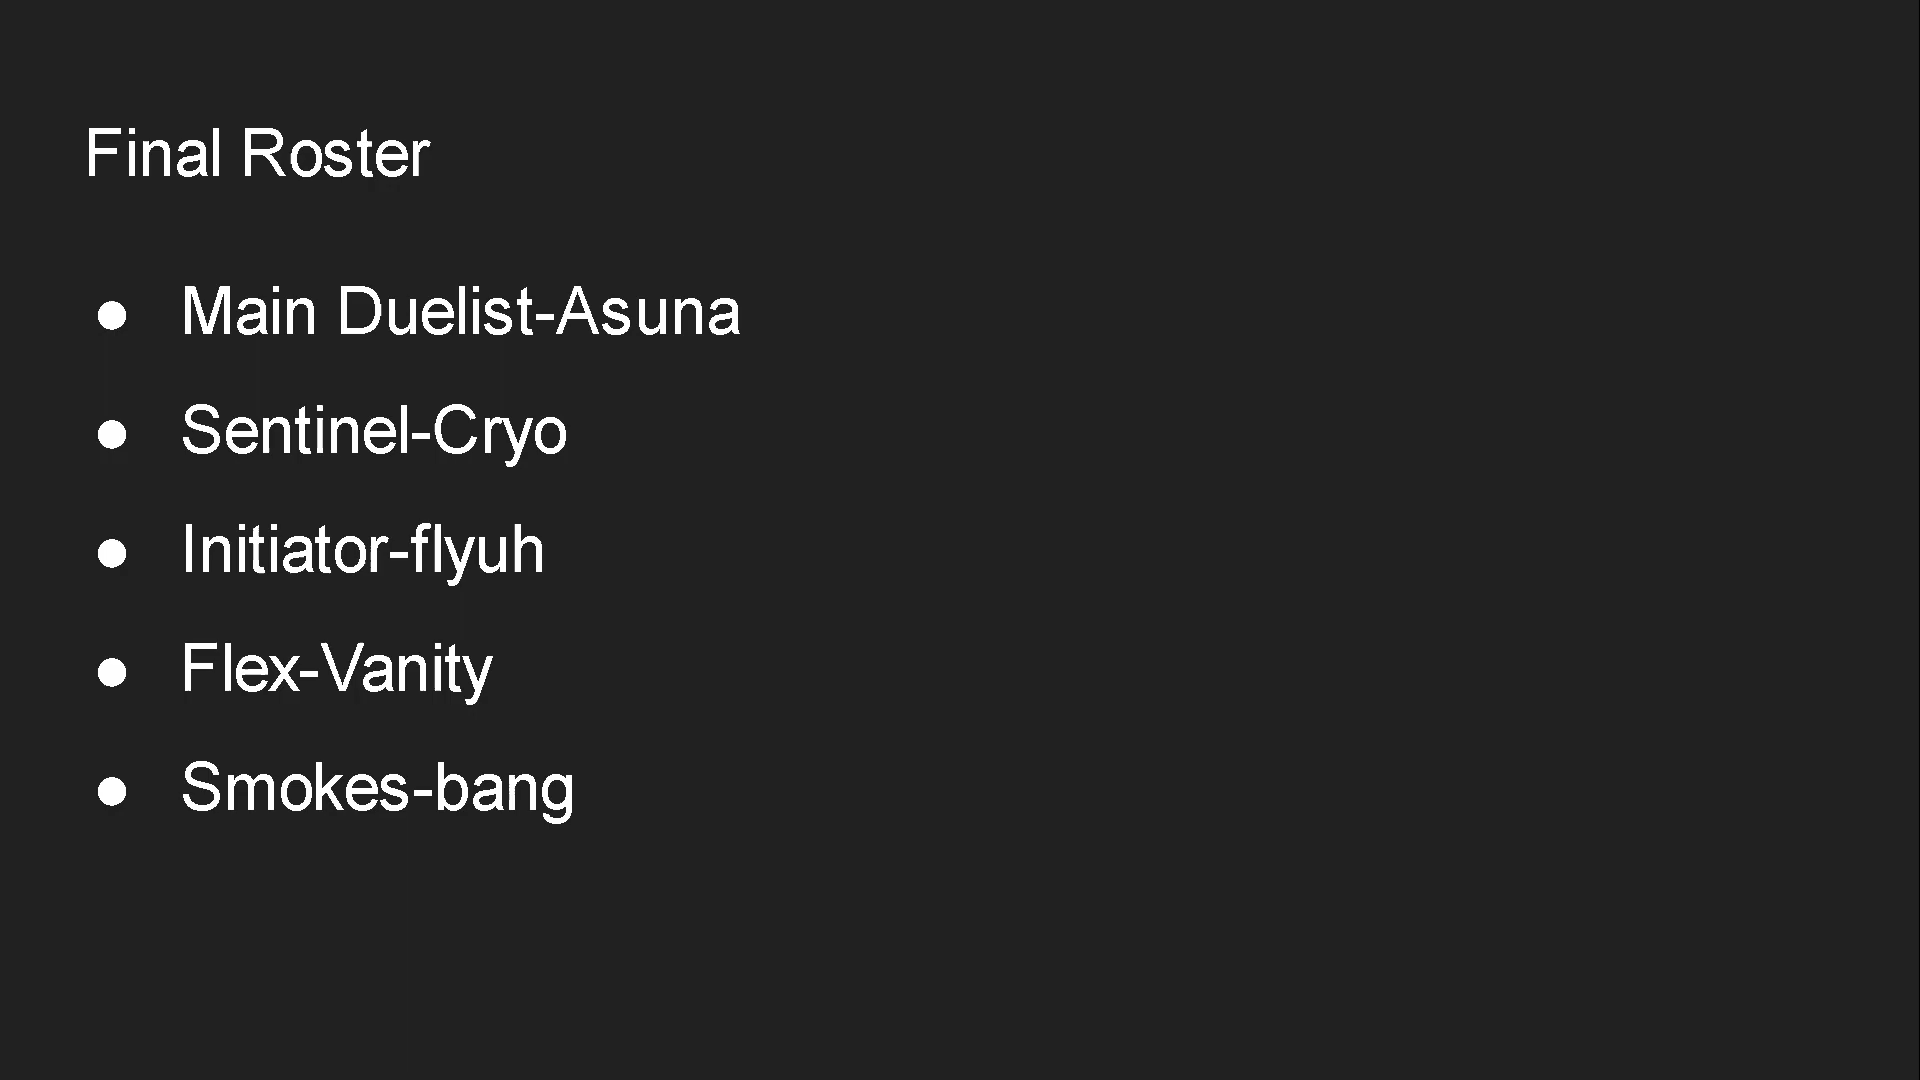 Final Roster
● Main Duelist-Asuna
● Sentinel-Cryo
● Initiator-flyuh
● Flex-Vanity
● Smokes-bang